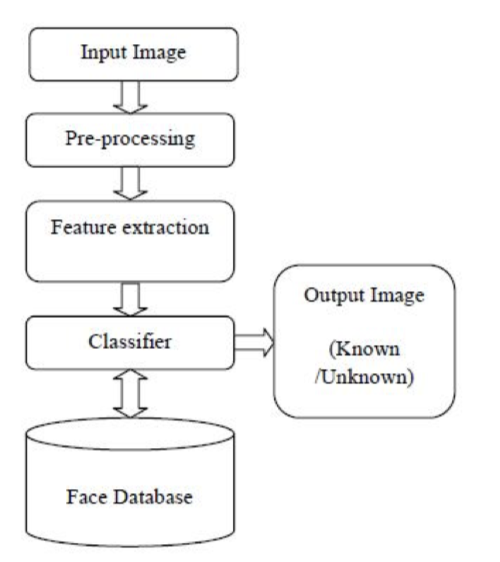 Input Image
Pre-processing
Feature extraction
Classifier
Output Image
(Known
/Unknown)
Face Database